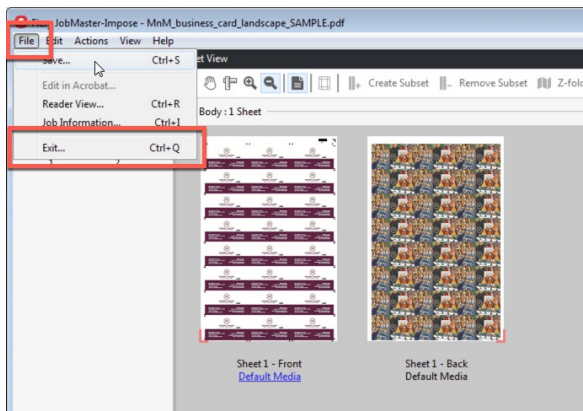 JobMaster-Impose - MnM_business_card_landscape_SAMPLE.pdf
File Edit Actions View Help
Save... Ctrl+S
Edit in Acrobat...
Reader View... Ctrl+R
Job Information... Ctrl+I
Exit... Ctrl+Q
et View
Create Subset Remove Subset Z-fol
Body : 1 Sheet
Sheet 1 - Front
Default Media
Sheet 1 - Back
Default Media